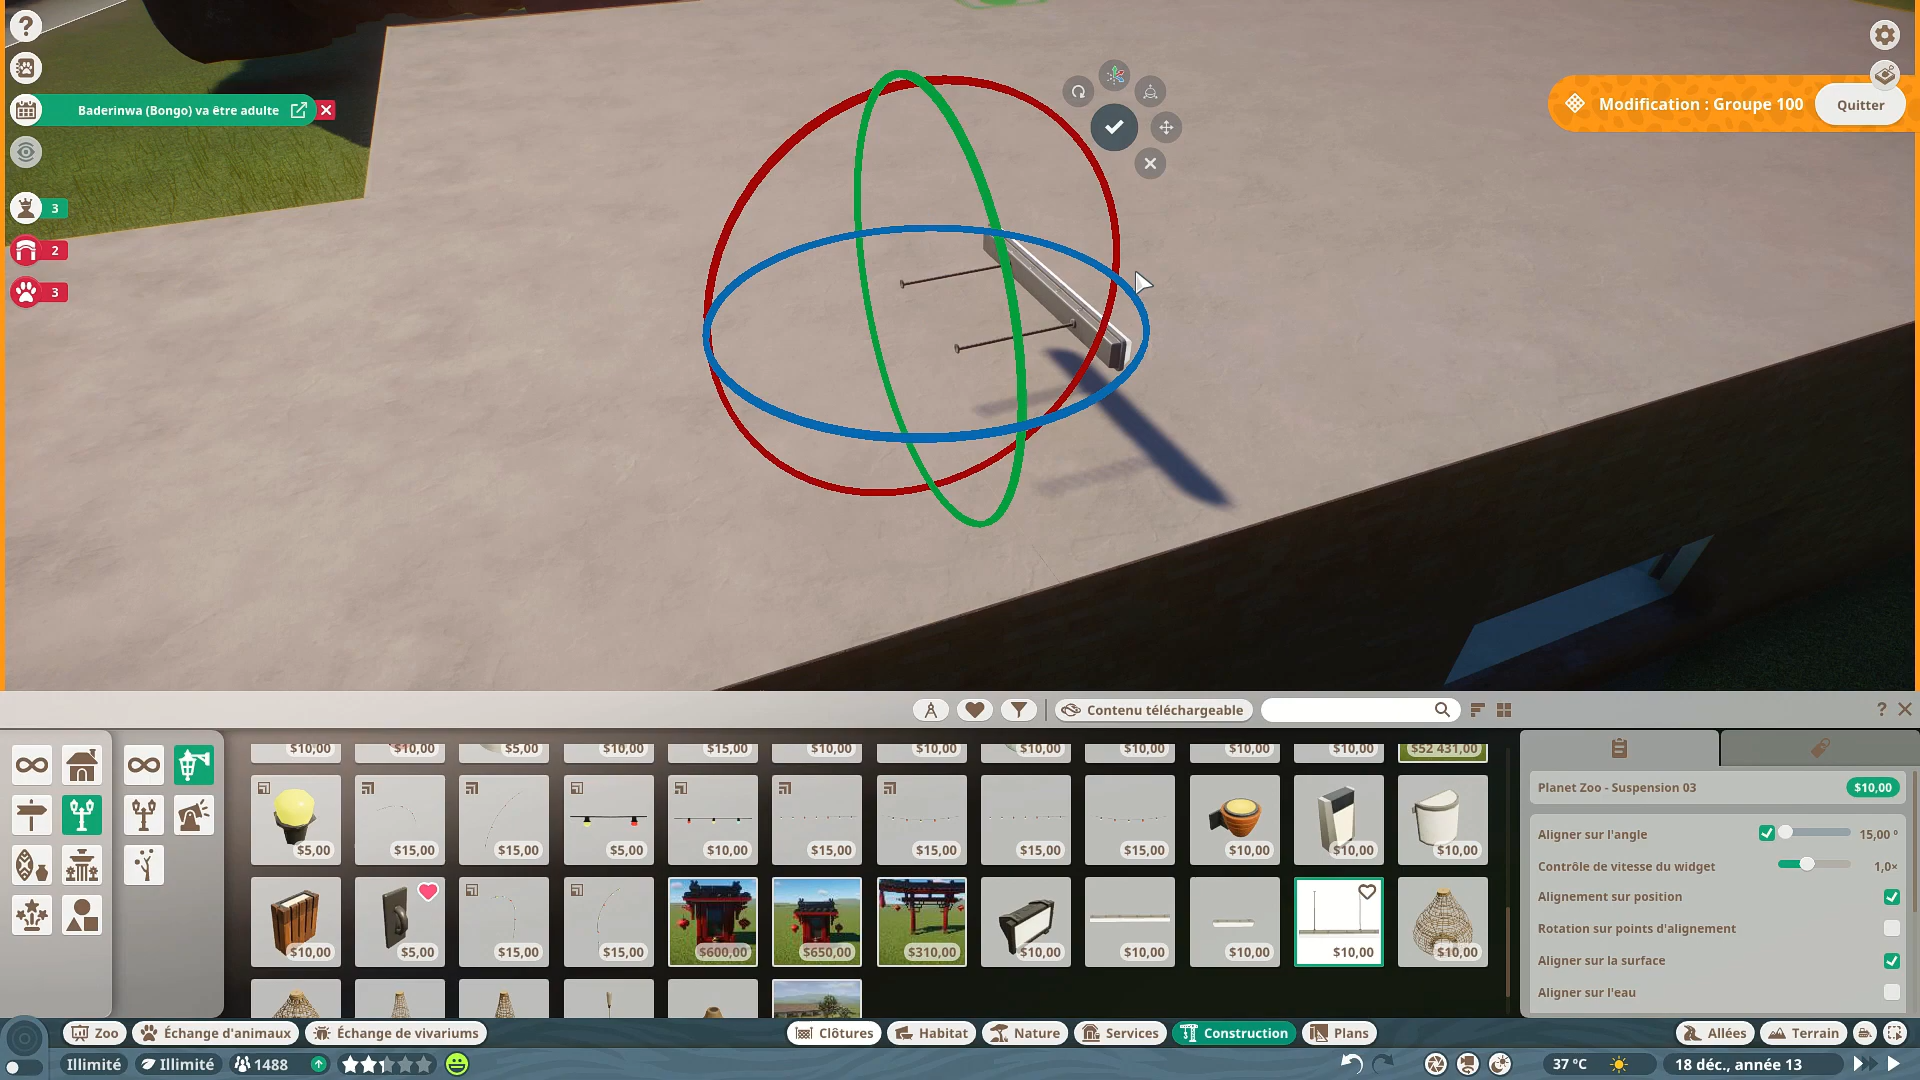 ?
Baderinwa (Bongo) va être adulte
Modification : Groupe 100
Quitter
3
2
3
Contenu téléchargeable
?
$10,00
$10,00
$5,00
$10,00
$15,00
$10,00
$10,00
$10,00
$10,00
$10,00
$10,00
$52 431,00
$5,00
$15,00
$15,00
$5,00
$10,00
$15,00
$15,00
$15,00
$15,00
$10,00
$10,00
$10,00
$10,00
$5,00
$15,00
$15,00
$600,00
$650,00
$310,00
$10,00
$10,00
$10,00
$10,00
$10,00
Planet Zoo - Suspension 03
$10,00
Aligner sur l'angle
15,00 °
Contrôle de vitesse du widget
1,0×
Alignement sur position
Rotation sur points d'alignement
Aligner sur la surface
Aligner sur l'eau
Zoo
Échange d'animaux
Échange de vivariums
Clôtures
Habitat
Nature
Services
Construction
Plans
Allées
Terrain
Illimité
Illimité
1488
37 °C
18 déc., année 13